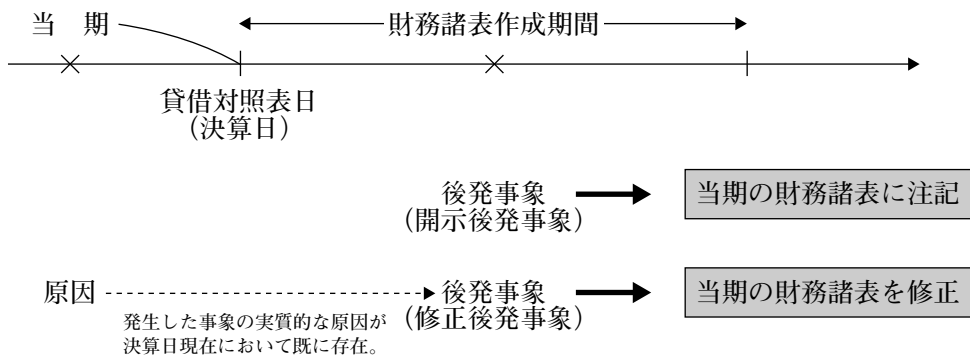 当　期
財務諸表作成期間
貸借対照表日
（決算日）
後発事象
（開示後発事象）
当期の財務諸表に注記
原因
後発事象
（修正後発事象）
当期の財務諸表を修正
発生した事象の実質的な原因が
決算日現在において既に存在。